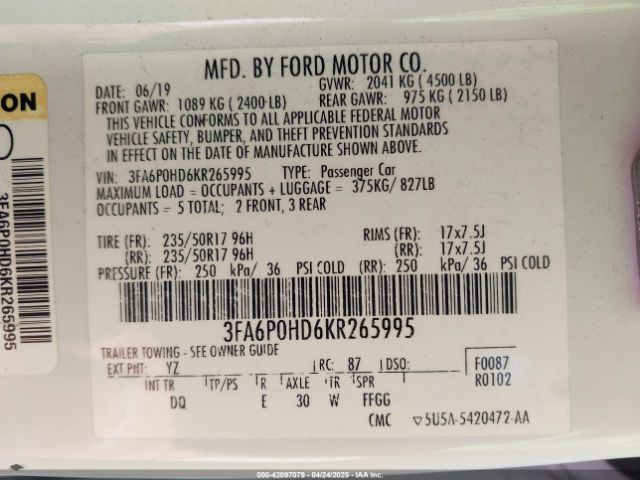 MFD. BY FORD MOTOR CO.
DATE: 06/19 GVWR: 2041 KG (4500 LB)
FRONT GAWR: 1089 KG (2400 LB) REAR GAWR: 975 KG (2150 LB)
THIS VEHICLE CONFORMS TO ALL APPLICABLE FEDERAL MOTOR
VEHICLE SAFETY, BUMPER, AND THEFT PREVENTION STANDARDS
IN EFFECT ON THE DATE OF MANUFACTURE SHOWN ABOVE.
VIN: 3FA6P0HD6KR265995 TYPE: Passenger Car
MAXIMUM LOAD = OCCUPANTS + LUGGAGE = 375KG/ 827LB
OCCUPANTS = 5 TOTAL; 2 FRONT, 3 REAR
TIRE (FR): 235/50R17 96H RIMS (FR): 17x7.5J
(RR): 235/50R17 96H (RR): 17x7.5J
PRESSURE (FR): 250 kPa/ 36 PSI COLD (RR): 250 kPa/ 36 PSI COLD
3FA6P0HD6KR265995
TRAILER TOWING - SEE OWNER GUIDE
EXT PNT: YZ RC: 87 DSO: F0087
R0102
INT TR TP/PS R AXLE TR SPR
DQ E 30 W FFGG
CMC ▽5U5A-5420472-AA
ON
3FA6P0HD6KR265995
000-42097079 - 04/24/2025 - IAA, Inc.